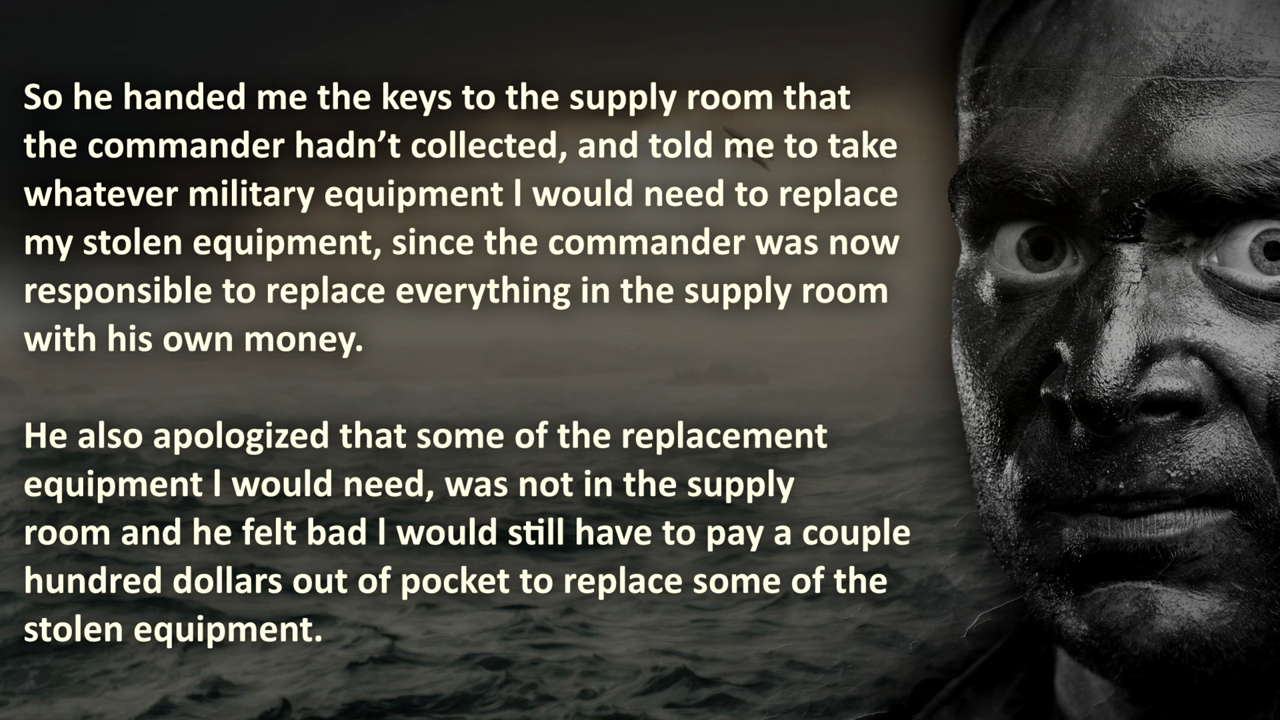 So he handed me the keys to the supply room that
the commander hadn’t collected, and told me to take
whatever military equipment I would need to replace
my stolen equipment, since the commander was now
responsible to replace everything in the supply room
with his own money.
He also apologized that some of the replacement
equipment I would need, was not in the supply
room and he felt bad I would still have to pay a couple
hundred dollars out of pocket to replace some of the
stolen equipment.